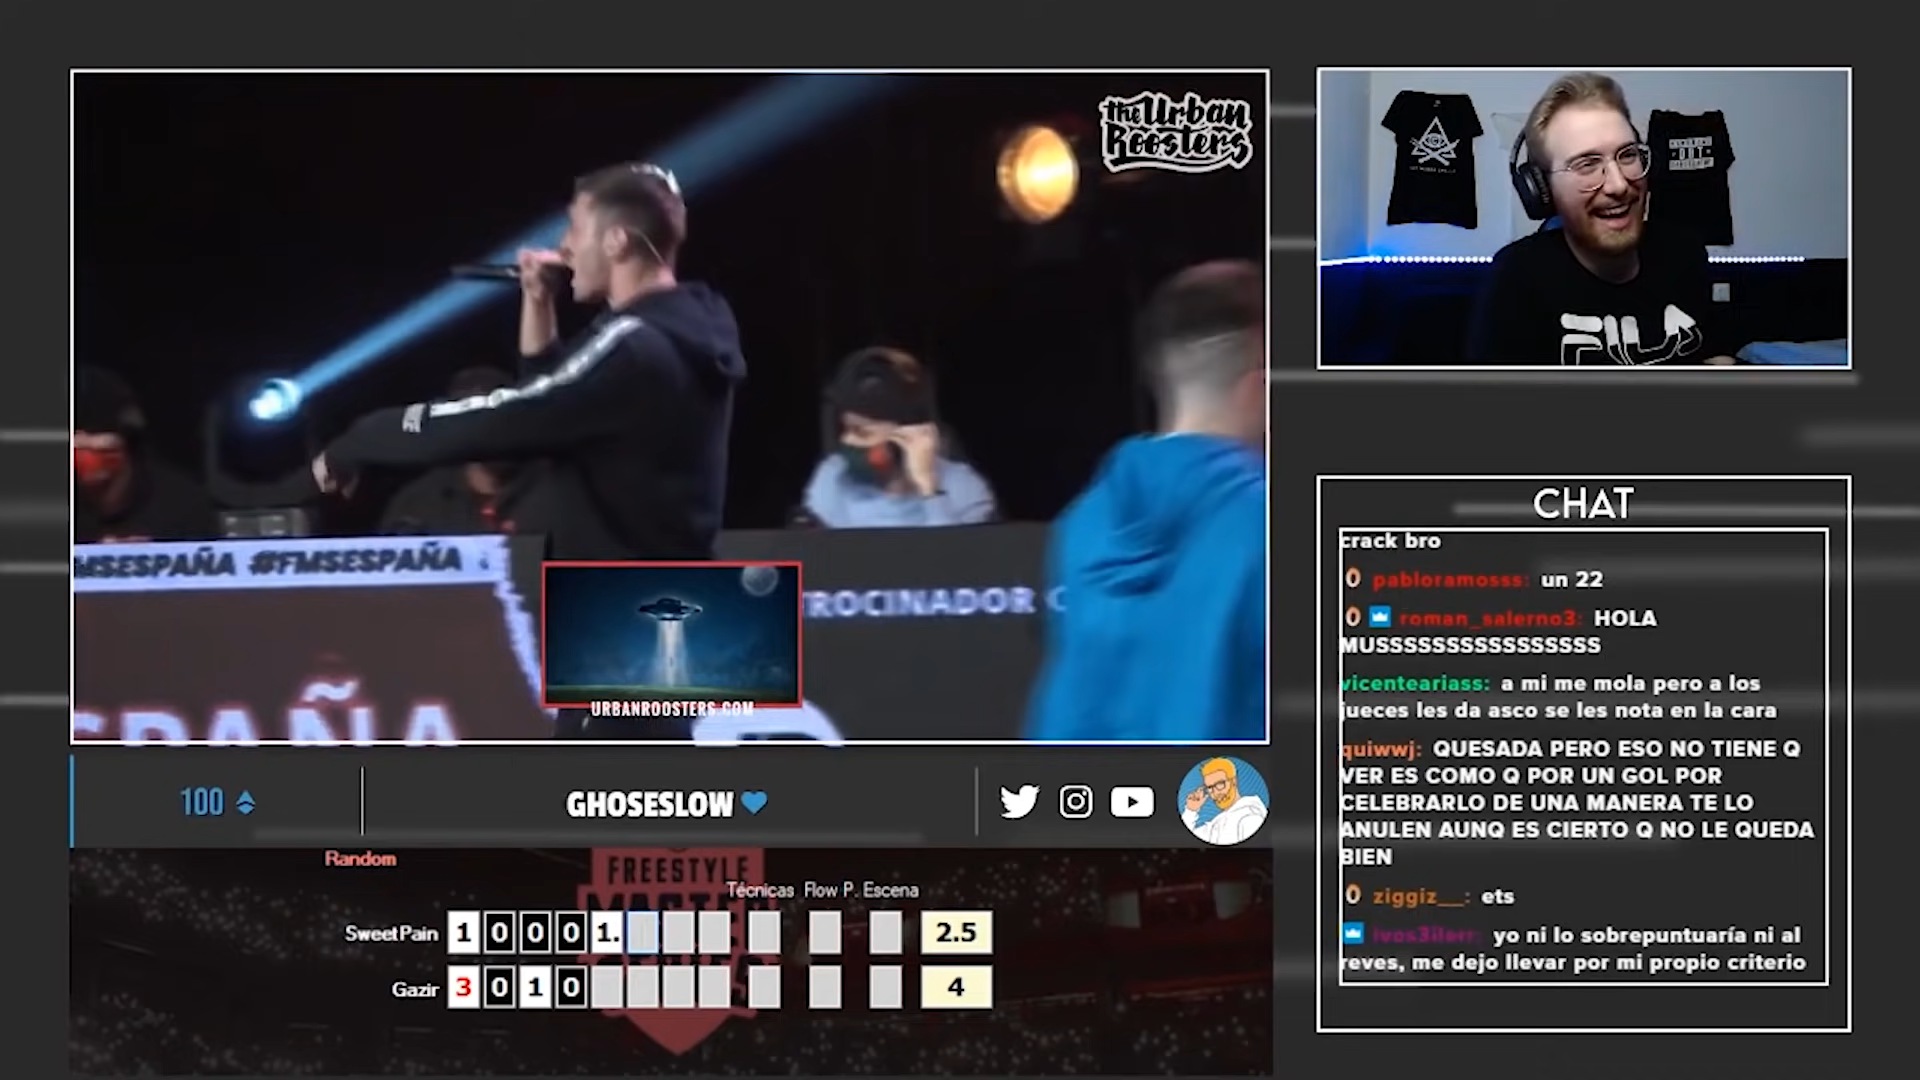 the Urban
Roosters
MSESPAÑA #FMSESPAÑA
ROCINADOR
SPAÑA
URBANROOSTERS.COM
FILA
OUT
100
GHOSESLOW
Random
FREESTYLE
Técnicas Flow P. Escena
SweetPain 1 0 0 0 1. 2.5
Gazir 3 0 1 0 4
CHAT
crack bro
pabloramosss: un 22
roman_salerno3: HOLA
MUSSSSSSSSSSSSSSSS
vicenteariass: a mi me mola pero a los
jueces les da asco se les nota en la cara
quiwwj: QUESADA PERO ESO NO TIENE Q
VER ES COMO Q POR UN GOL POR
CELEBRARLO DE UNA MANERA TE LO
ANULEN AUNQ ES CIERTO Q NO LE QUEDA
BIEN
ziggiz__: ets
yo ni lo sobrepuntuaría ni al
reves, me dejo llevar por mi propio criterio